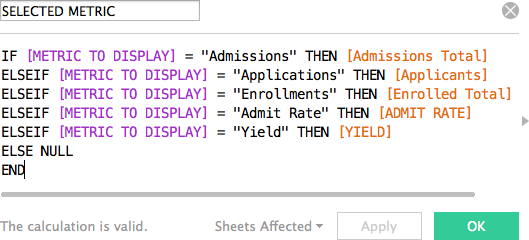 SELECTED METRIC
IF [METRIC TO DISPLAY] = "Admissions" THEN [Admissions Total]
ELSEIF [METRIC TO DISPLAY] = "Applications" THEN [Applicants]
ELSEIF [METRIC TO DISPLAY] = "Enrollments" THEN [Enrolled Total]
ELSEIF [METRIC TO DISPLAY] = "Admit Rate" THEN [ADMIT RATE]
ELSEIF [METRIC TO DISPLAY] = "Yield" THEN [YIELD]
ELSE NULL
END
The calculation is valid. Sheets Affected Apply OK